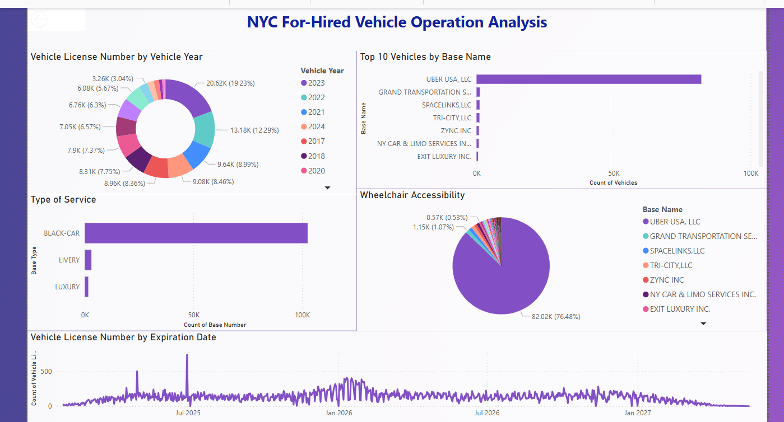 NYC For-Hired Vehicle Operation Analysis
Vehicle License Number by Vehicle Year
3.26K (3.04%)
6.08K (5.67%)
6.76K (6.3%)
7.05K (6.57%)
7.9K (7.37%)
8.31K (7.75%)
8.96K (8.36%)
9.08K (8.46%)
9.64K (8.99%)
13.18K (12.29%)
20.62K (19.23%)
Vehicle Year
2023
2022
2021
2024
2017
2018
2020
Top 10 Vehicles by Base Name
Base Name
UBER USA, LLC
GRAND TRANSPORTATION S...
SPACELINKS,LLC
TRI-CITY,LLC
ZYNC INC
NY CAR & LIMO SERVICES IN...
EXIT LUXURY INC.
0K 50K 100K
Count of Vehicles
Type of Service
Base Type
BLACK-CAR
LIVERY
LUXURY
0K 50K 100K
Count of Base Number
Wheelchair Accessibility
0.57K (0.53%)
1.15K (1.07%)
82.02K (76.48%)
Base Name
UBER USA, LLC
GRAND TRANSPORTATION SE...
SPACELINKS,LLC
TRI-CITY,LLC
ZYNC INC
NY CAR & LIMO SERVICES INC.
EXIT LUXURY INC.
Vehicle License Number by Expiration Date
Count of Vehicle Li...
500
0
Jul 2025 Jan 2026 Jul 2026 Jan 2027